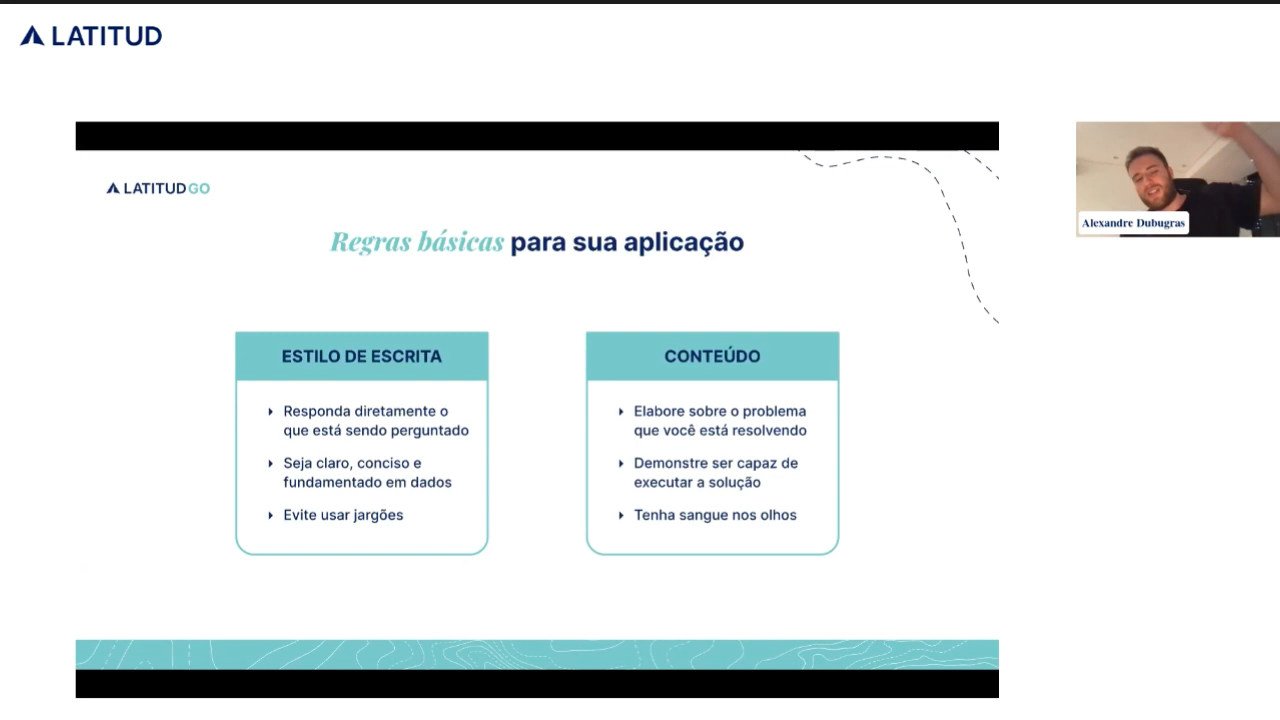 LATITUD
LATITUD GO
Regras básicas para sua aplicação
ESTILO DE ESCRITA
Responda diretamente o
que está sendo perguntado
Seja claro, conciso e
fundamentado em dados
Evite usar jargões
CONTEÚDO
Elabore sobre o problema
que você está resolvendo
Demonstre ser capaz de
executar a solução
Tenha sangue nos olhos
Alexandre Dubugras